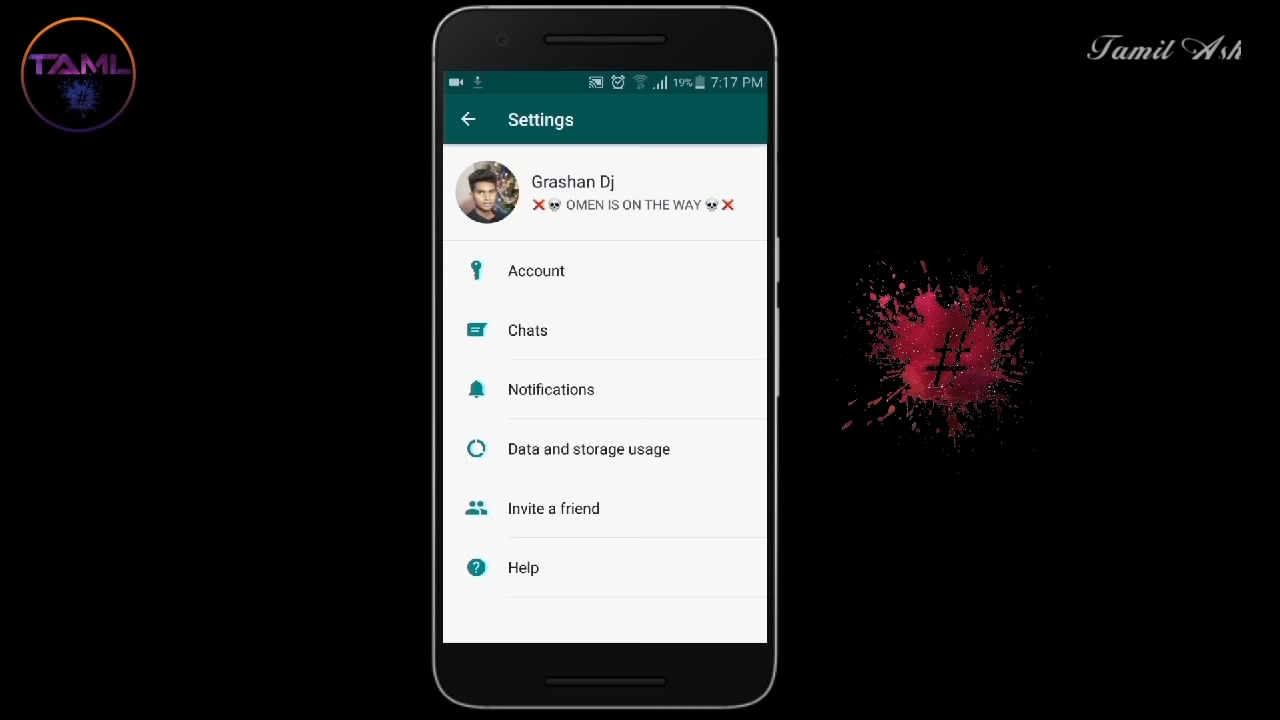 TAML
#
Tamil Ash
19% 7:17 PM
Settings
Grashan Dj
❌💀 OMEN IS ON THE WAY 💀❌
Account
Chats
Notifications
Data and storage usage
Invite a friend
Help
#